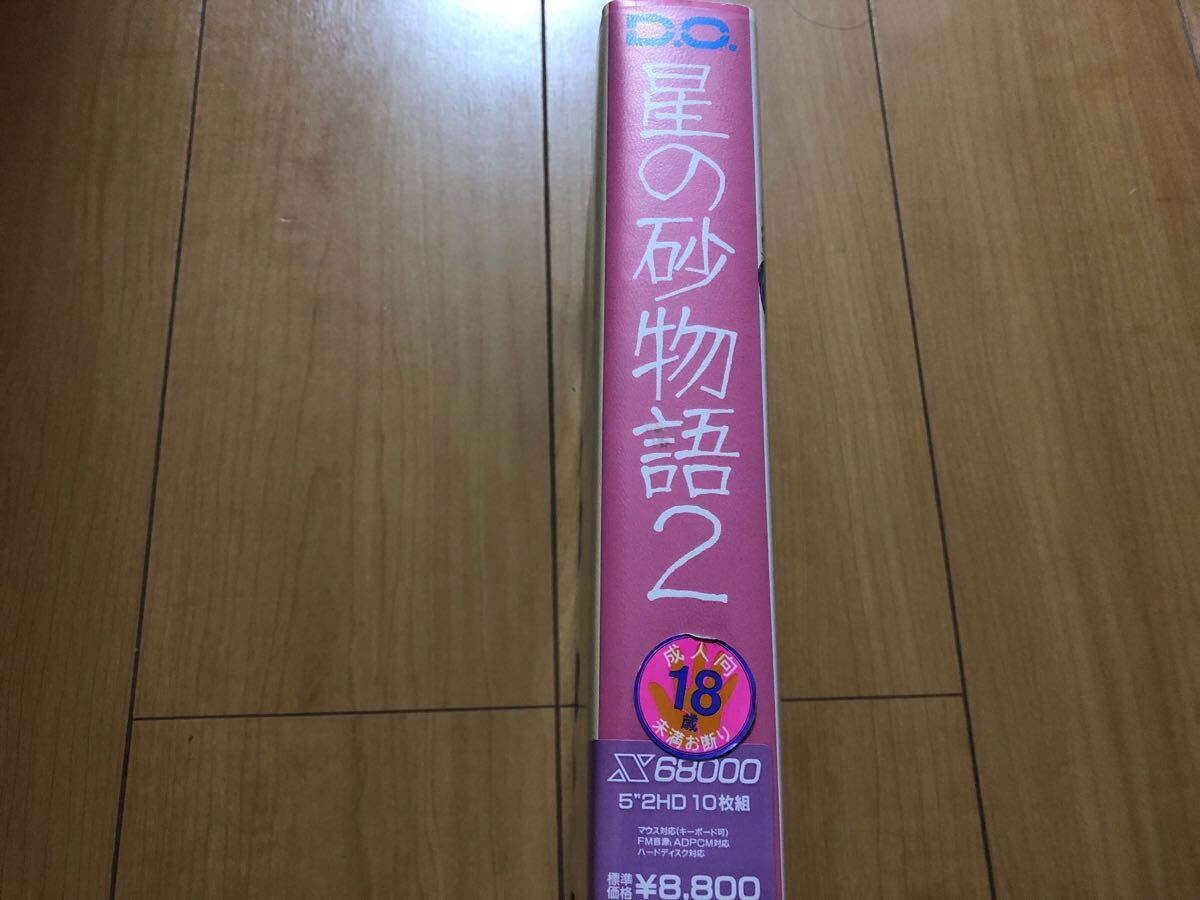 D.O.
星の砂物語2
成人向
18
歳
未満お断り
X68000
5"2HD 10枚組
マウス対応(キーボード可)
FM音源、ADPCM対応
ハードディスク対応
標準
価格 ¥8,800